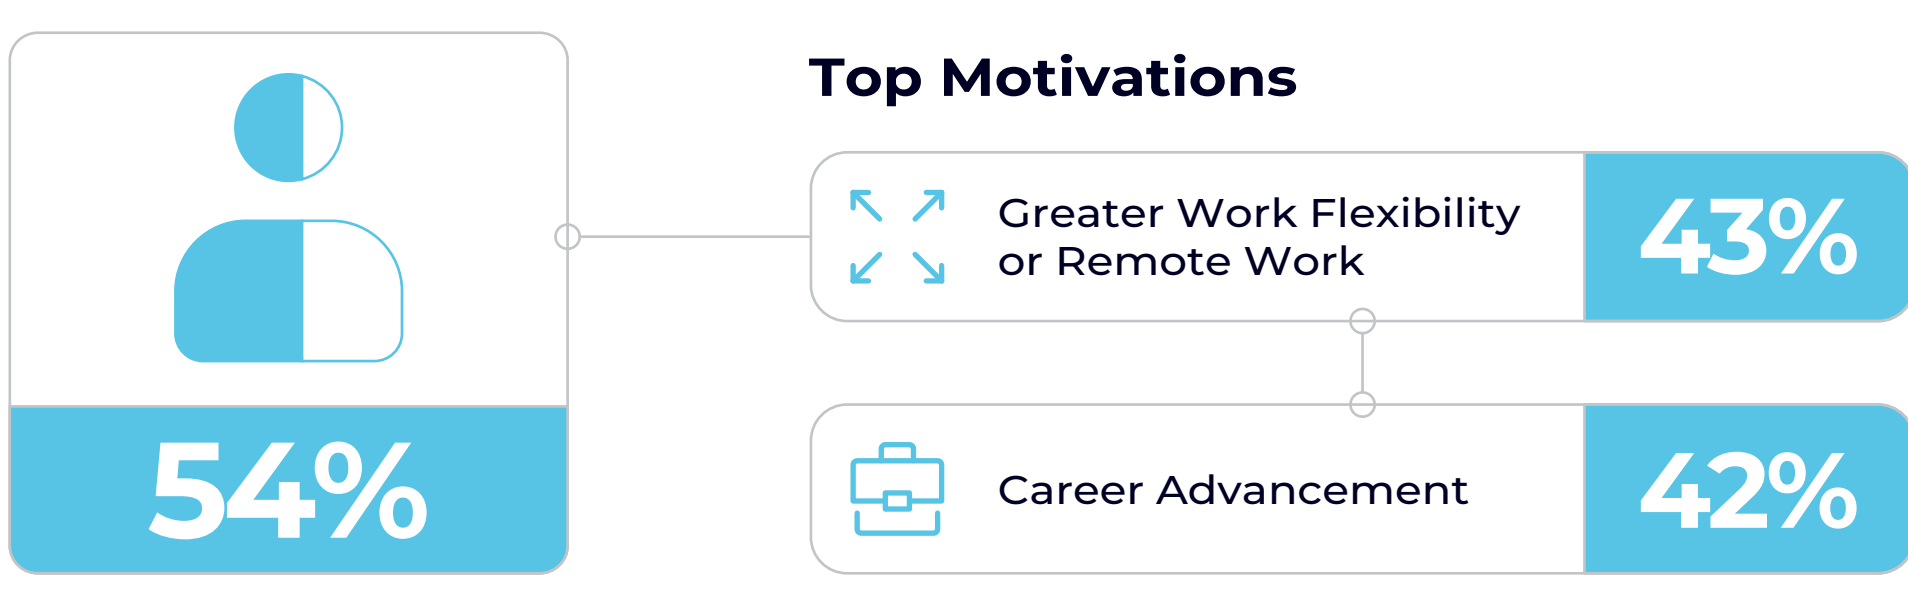 54%
Top Motivations
Greater Work Flexibility
or Remote Work
43%
Career Advancement
42%